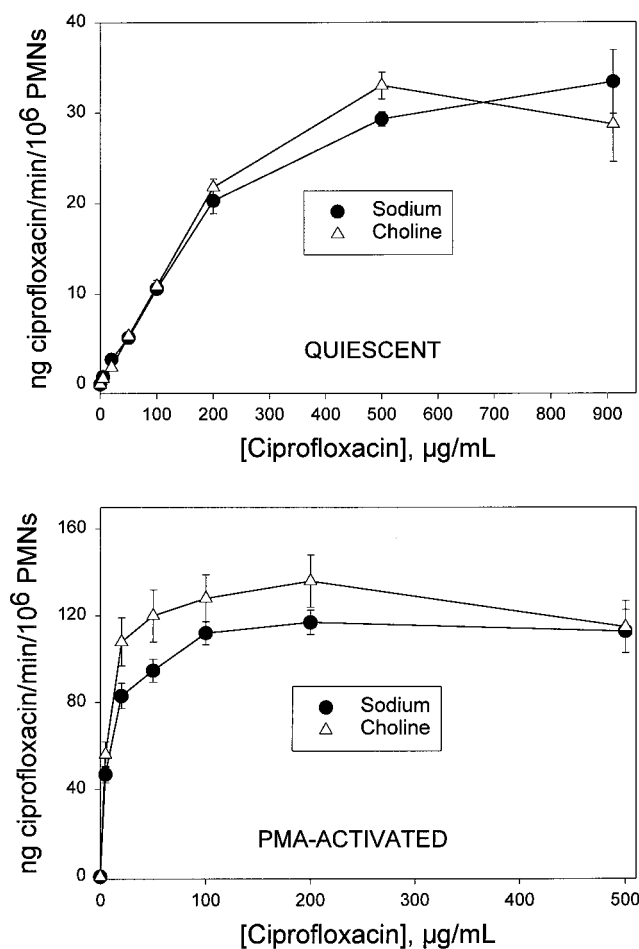 40
30
20
10
0
ng ciprofloxacin/min/10⁶ PMNs
Sodium
Choline
QUIESCENT
0 100 200 300 400 500 600 700 800 900
[Ciprofloxacin], µg/mL
160
120
80
40
0
ng ciprofloxacin/min/10⁶ PMNs
Sodium
Choline
PMA-ACTIVATED
0 100 200 300 400 500
[Ciprofloxacin], µg/mL